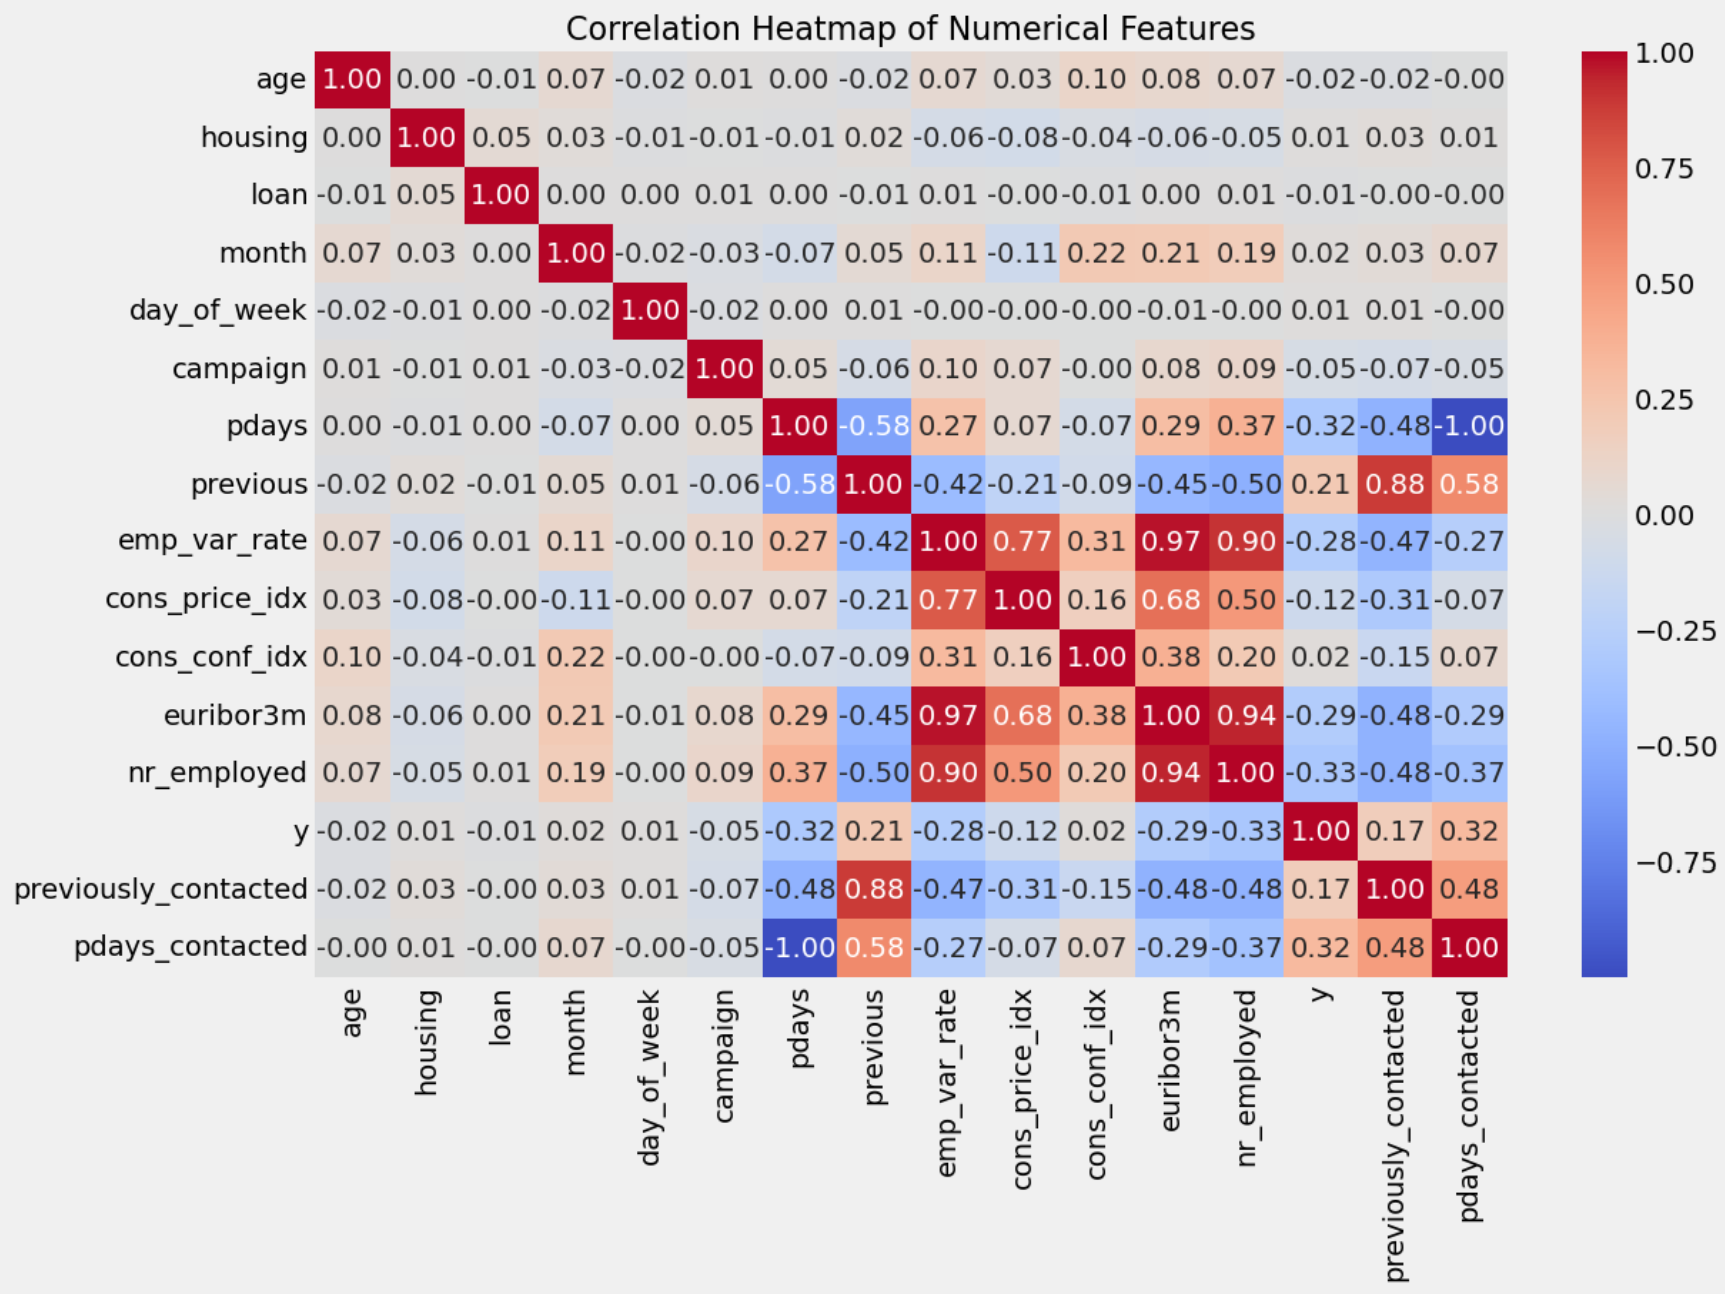 Correlation Heatmap of Numerical Features
age 1.00 0.00 -0.01 0.07 -0.02 0.01 0.00 -0.02 0.07 0.03 0.10 0.08 0.07 -0.02 -0.02 -0.00
housing 0.00 1.00 0.05 0.03 -0.01 -0.01 -0.01 0.02 -0.06 -0.08 -0.04 -0.06 -0.05 0.01 0.03 0.01
loan -0.01 0.05 1.00 0.00 0.00 0.01 0.00 -0.01 0.01 -0.00 -0.01 0.00 0.01 -0.01 -0.00 -0.00
month 0.07 0.03 0.00 1.00 -0.02 -0.03 -0.07 0.05 0.11 -0.11 0.22 0.21 0.19 0.02 0.03 0.07
day_of_week -0.02 -0.01 0.00 -0.02 1.00 -0.02 0.00 0.01 -0.00 -0.00 -0.00 -0.01 -0.00 0.01 0.01 -0.00
campaign 0.01 -0.01 0.01 -0.03 -0.02 1.00 0.05 -0.06 0.10 0.07 -0.00 0.08 0.09 -0.05 -0.07 -0.05
pdays 0.00 -0.01 0.00 -0.07 0.00 0.05 1.00 -0.58 0.27 0.07 -0.07 0.29 0.37 -0.32 -0.48 -1.00
previous -0.02 0.02 -0.01 0.05 0.01 -0.06 -0.58 1.00 -0.42 -0.21 -0.09 -0.45 -0.50 0.21 0.88 0.58
emp_var_rate 0.07 -0.06 0.01 0.11 -0.00 0.10 0.27 -0.42 1.00 0.77 0.31 0.97 0.90 -0.28 -0.47 -0.27
cons_price_idx 0.03 -0.08 -0.00 -0.11 -0.00 0.07 0.07 -0.21 0.77 1.00 0.16 0.68 0.50 -0.12 -0.31 -0.07
cons_conf_idx 0.10 -0.04 -0.01 0.22 -0.00 -0.00 -0.07 -0.09 0.31 0.16 1.00 0.38 0.20 0.02 -0.15 0.07
euribor3m 0.08 -0.06 0.00 0.21 -0.01 0.08 0.29 -0.45 0.97 0.68 0.38 1.00 0.94 -0.29 -0.48 -0.29
nr_employed 0.07 -0.05 0.01 0.19 -0.00 0.09 0.37 -0.50 0.90 0.50 0.20 0.94 1.00 -0.33 -0.48 -0.37
y -0.02 0.01 -0.01 0.02 0.01 -0.05 -0.32 0.21 -0.28 -0.12 0.02 -0.29 -0.33 1.00 0.17 0.32
previously_contacted -0.02 0.03 -0.00 0.03 0.01 -0.07 -0.48 0.88 -0.47 -0.31 -0.15 -0.48 -0.48 0.17 1.00 0.48
pdays_contacted -0.00 0.01 -0.00 0.07 -0.00 -0.05 -1.00 0.58 -0.27 -0.07 0.07 -0.29 -0.37 0.32 0.48 1.00
age
housing
loan
month
day_of_week
campaign
pdays
previous
emp_var_rate
cons_price_idx
cons_conf_idx
euribor3m
nr_employed
y
previously_contacted
pdays_contacted
1.00
0.75
0.50
0.25
0.00
−0.25
−0.50
−0.75